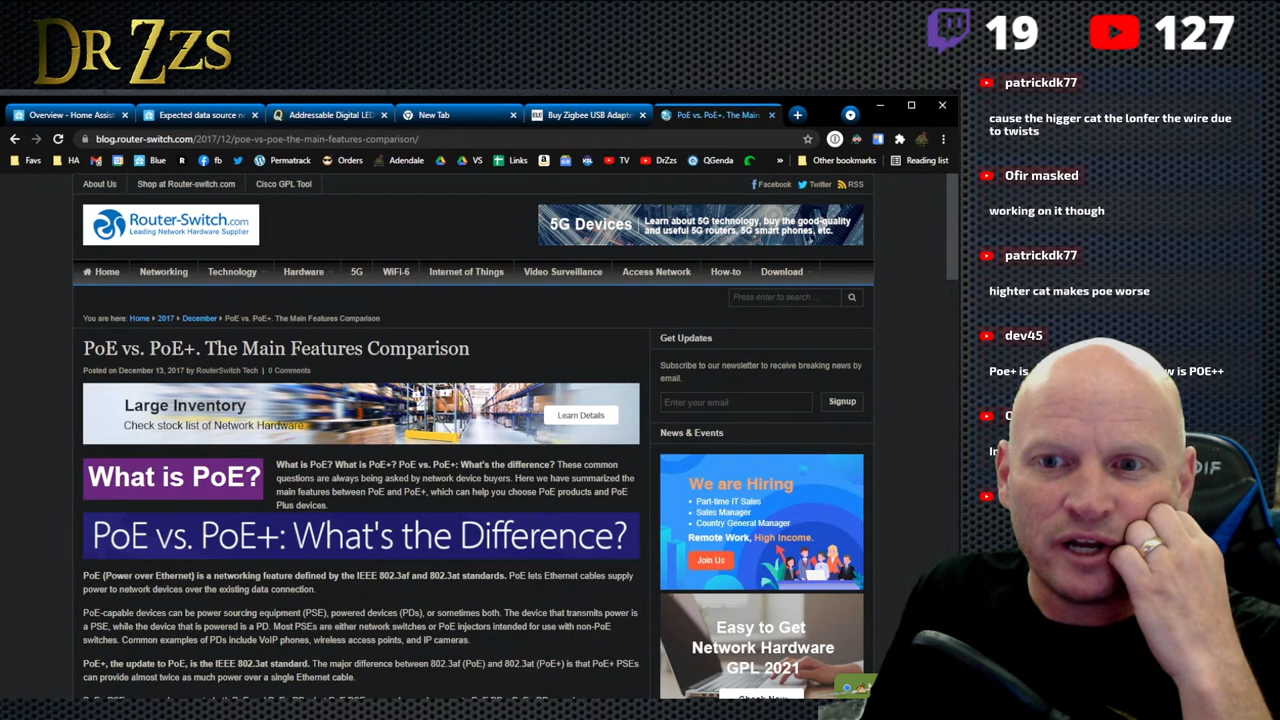 DR ZZS
19
127
Overview - Home Assis
Expected data source n
Addressable Digital LED
New Tab
Buy Zigbee USB Adapte
PoE vs. PoE+. The Main
blog.router-switch.com/2017/12/poe-vs-poe-the-main-features-comparison/
Favs
HA
Blue
R
fb
Twitter
Permatrack
Orders
Adendale
VS
Links
TV
DrZzs
QGenda
Other bookmarks
Reading list
About Us
Shop at Router-switch.com
Cisco GPL Tool
Facebook
Twitter
RSS
Router-Switch.com
Leading Network Hardware Supplier
5G Devices
Learn about 5G technology, buy the good-quality
and useful 5G routers, 5G smart phones, etc.
Home
Networking
Technology
Hardware
5G
WiFi-6
Internet of Things
Video Surveillance
Access Network
How-to
Download
Press enter to search ...
You are here: Home 2017 December PoE vs. PoE+. The Main Features Comparison
PoE vs. PoE+. The Main Features Comparison
Posted on December 13, 2017 by RouterSwitch Tech | 0 Comments
Large Inventory
Check stock list of Network Hardware
Learn Details
What is PoE?
What is PoE? What is PoE+? PoE vs. PoE+: What's the difference? These common
questions are always being asked by network device buyers. Here we have summarized the
main features between PoE and PoE+, which can help you choose PoE products and PoE
Plus devices.
PoE vs. PoE+: What's the Difference?
PoE (Power over Ethernet) is a networking feature defined by the IEEE 802.3af and 802.3at standards. PoE lets Ethernet cables supply
power to network devices over the existing data connection.
PoE-capable devices can be power sourcing equipment (PSE), powered devices (PDs), or sometimes both. The device that transmits power is
a PSE, while the device that is powered is a PD. Most PSEs are either network switches or PoE injectors intended for use with non-PoE
switches. Common examples of PDs include VoIP phones, wireless access points, and IP cameras.
PoE+, the update to PoE, is the IEEE 802.3at standard. The major difference between 802.3af (PoE) and 802.3at (PoE+) is that PoE+ PSEs
can provide almost twice as much power over a single Ethernet cable.
Get Updates
Subscribe to our newsletter to receive breaking news by
email.
Enter your email
Signup
News & Events
We are Hiring
Part-time IT Sales
Sales Manager
Country General Manager
Remote Work, High Income.
Join Us
Easy to Get
Network Hardware
GPL 2021
patrickdk77
cause the higger cat the lonfer the wire due
to twists
Ofir masked
working on it though
patrickdk77
highter cat makes poe worse
dev45
Poe+ is
w is POE++